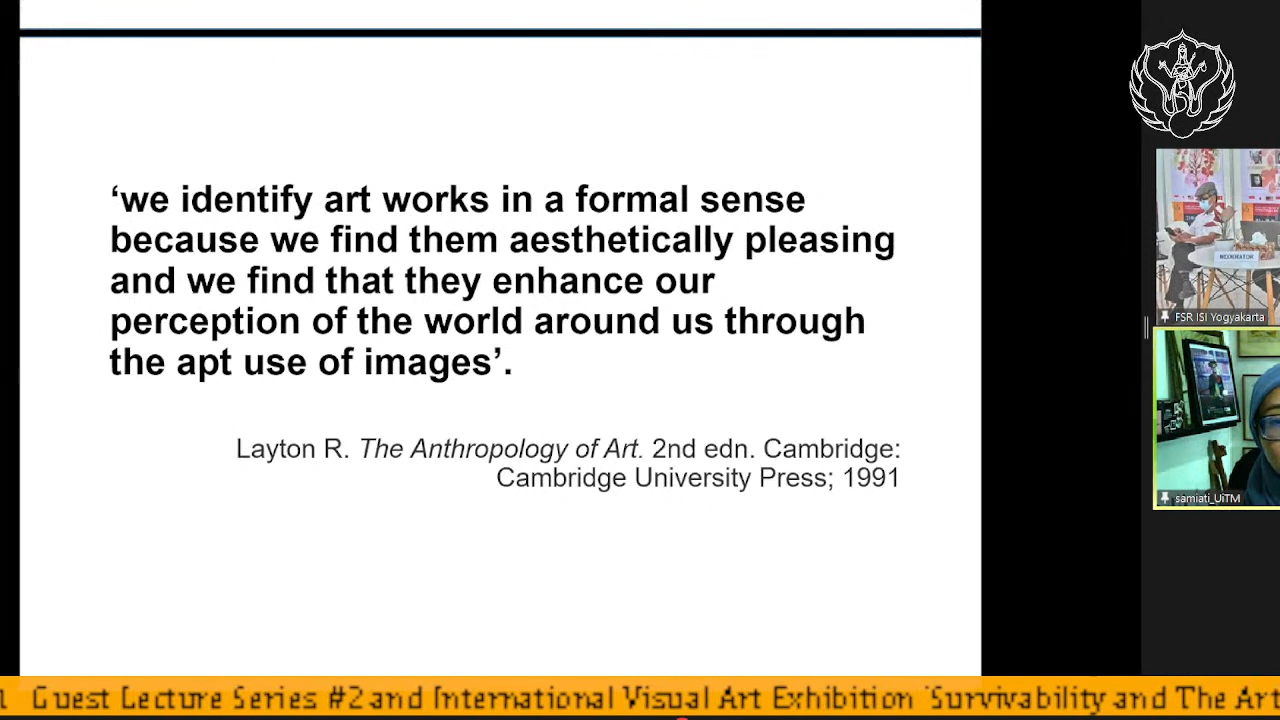 ‘we identify art works in a formal sense
because we find them aesthetically pleasing
and we find that they enhance our
perception of the world around us through
the apt use of images’.
Layton R. The Anthropology of Art. 2nd edn. Cambridge:
Cambridge University Press; 1991
MODERATOR
FSR ISI Yogyakarta
samiati_UiTM
Guest Lecture Series #2 and International Visual Art Exhibition 'Survivability and The Art